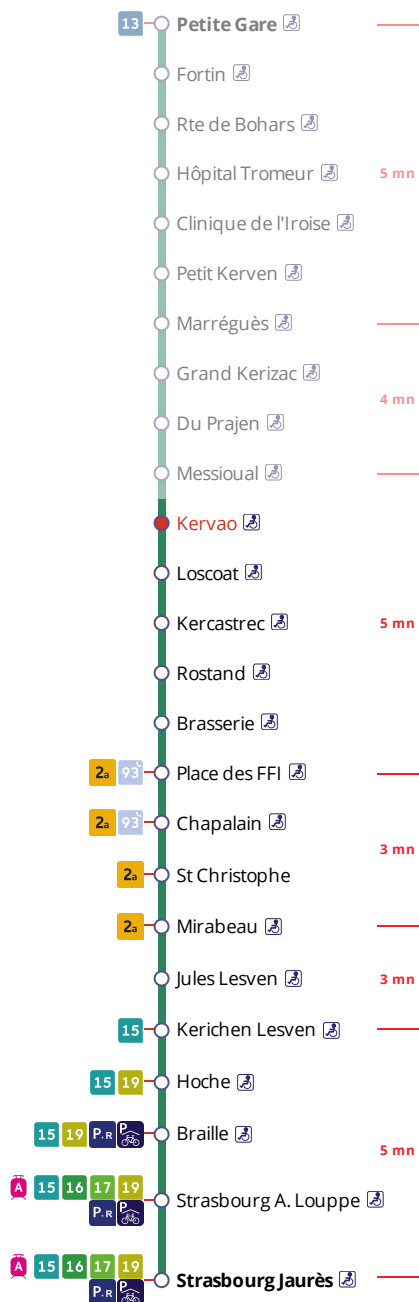 13 Petite Gare
Fortin
Rte de Bohars
Hôpital Tromeur 5 mn
Clinique de l'Iroise
Petit Kerven
Marréguès
Grand Kerizac
4 mn
Du Prajen
Messioual
Kervao
Loscoat
Kercastrec 5 mn
Rostand
Brasserie
2a 93 Place des FFI
2a 93 Chapalain
3 mn
2a St Christophe
2a Mirabeau
Jules Lesven 3 mn
15 Kerichen Lesven
15 19 Hoche
15 19 P+R P Braille
5 mn
A 15 16 17 19
Strasbourg A. Louppe
P+R P
A 15 16 17 19
Strasbourg Jaurès
P+R P